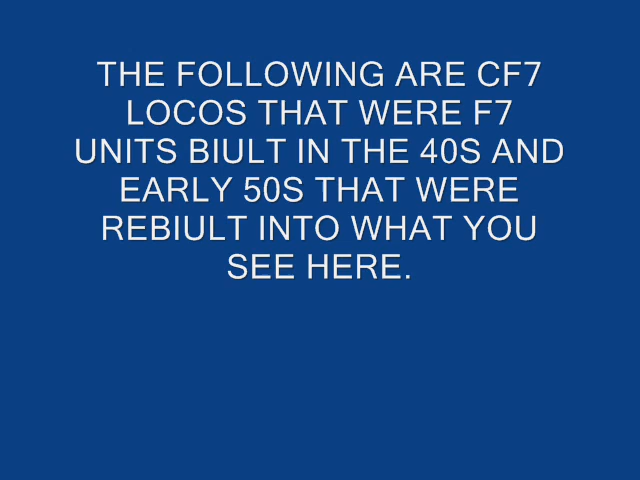 THE FOLLOWING ARE CF7
LOCOS THAT WERE F7
UNITS BIULT IN THE 40S AND
EARLY 50S THAT WERE
REBIULT INTO WHAT YOU
SEE HERE.